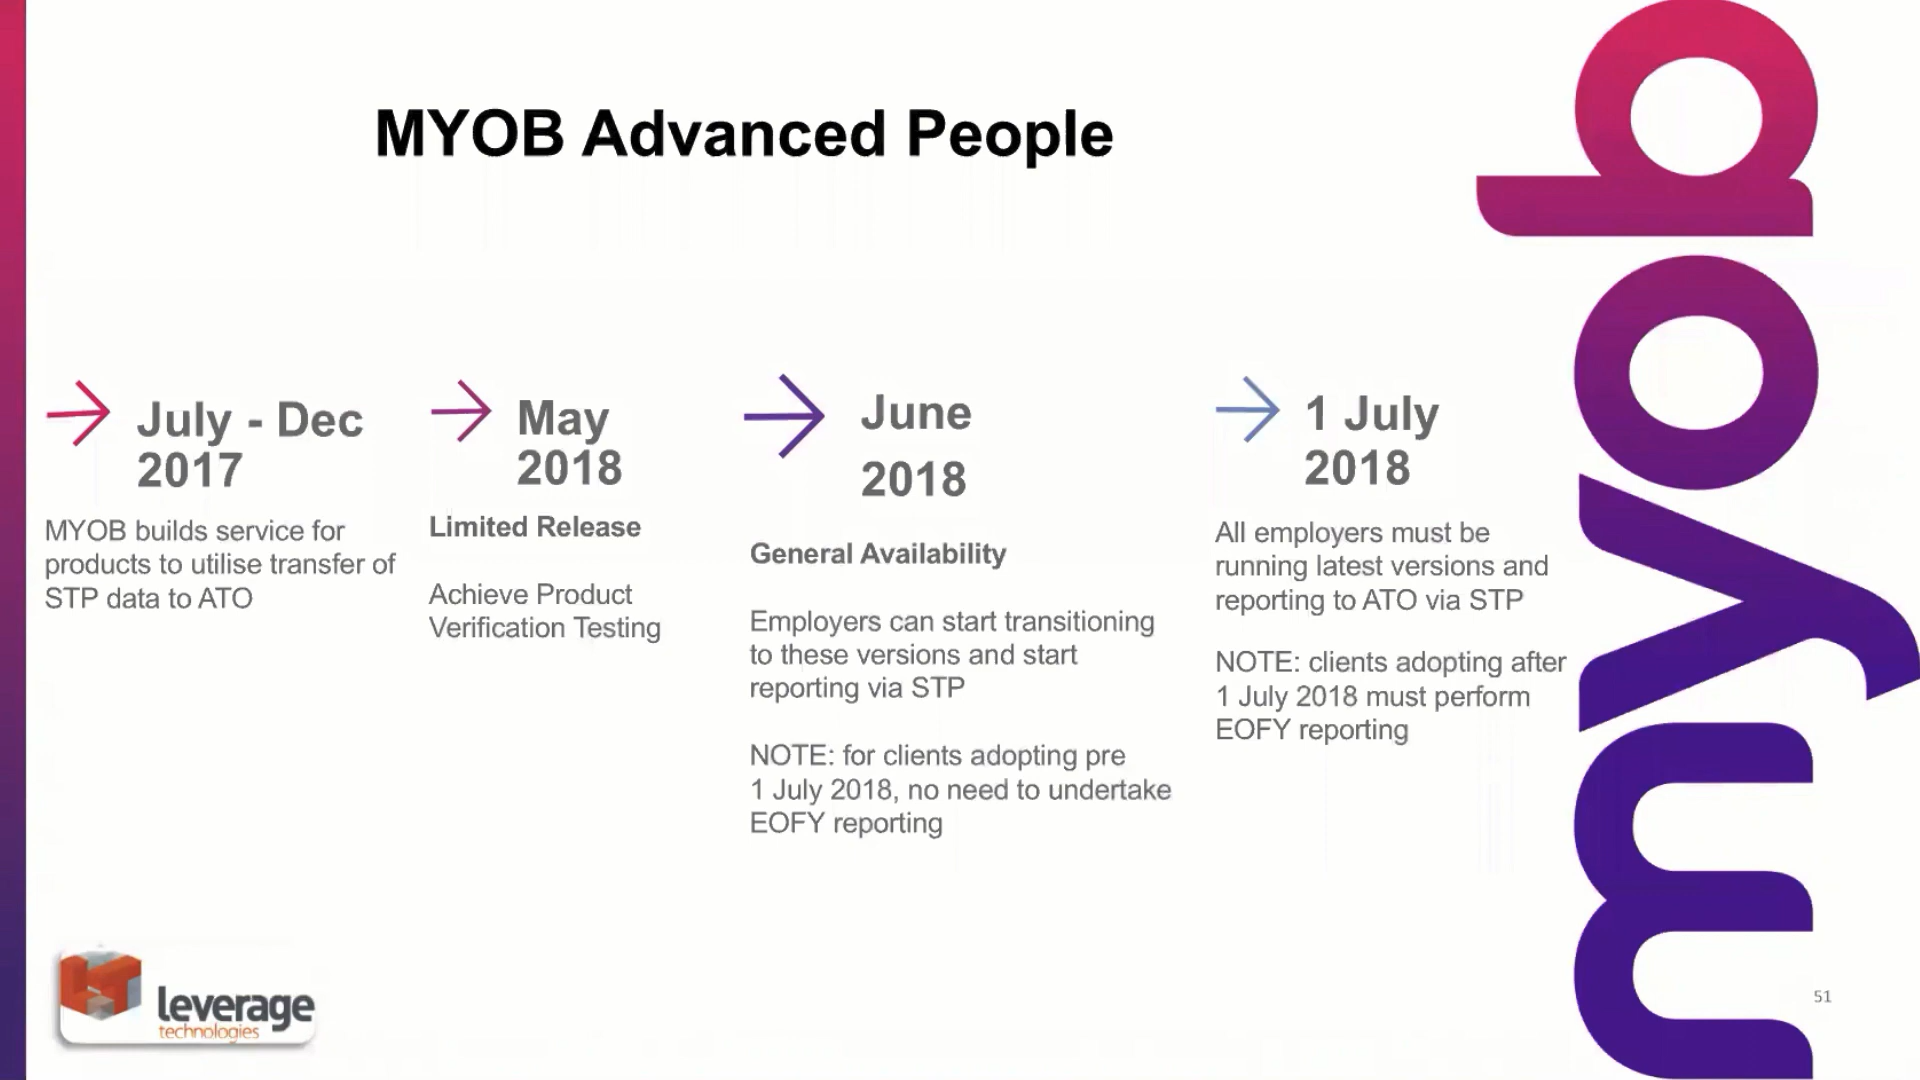 MYOB Advanced People
July - Dec
2017
MYOB builds service for
products to utilise transfer of
STP data to ATO
May
2018
Limited Release
Achieve Product
Verification Testing
June
2018
General Availability
Employers can start transitioning
to these versions and start
reporting via STP
NOTE: for clients adopting pre
1 July 2018, no need to undertake
EOFY reporting
1 July
2018
All employers must be
running latest versions and
reporting to ATO via STP
NOTE: clients adopting after
1 July 2018 must perform
EOFY reporting
myob
LT
leverage
technologies
51